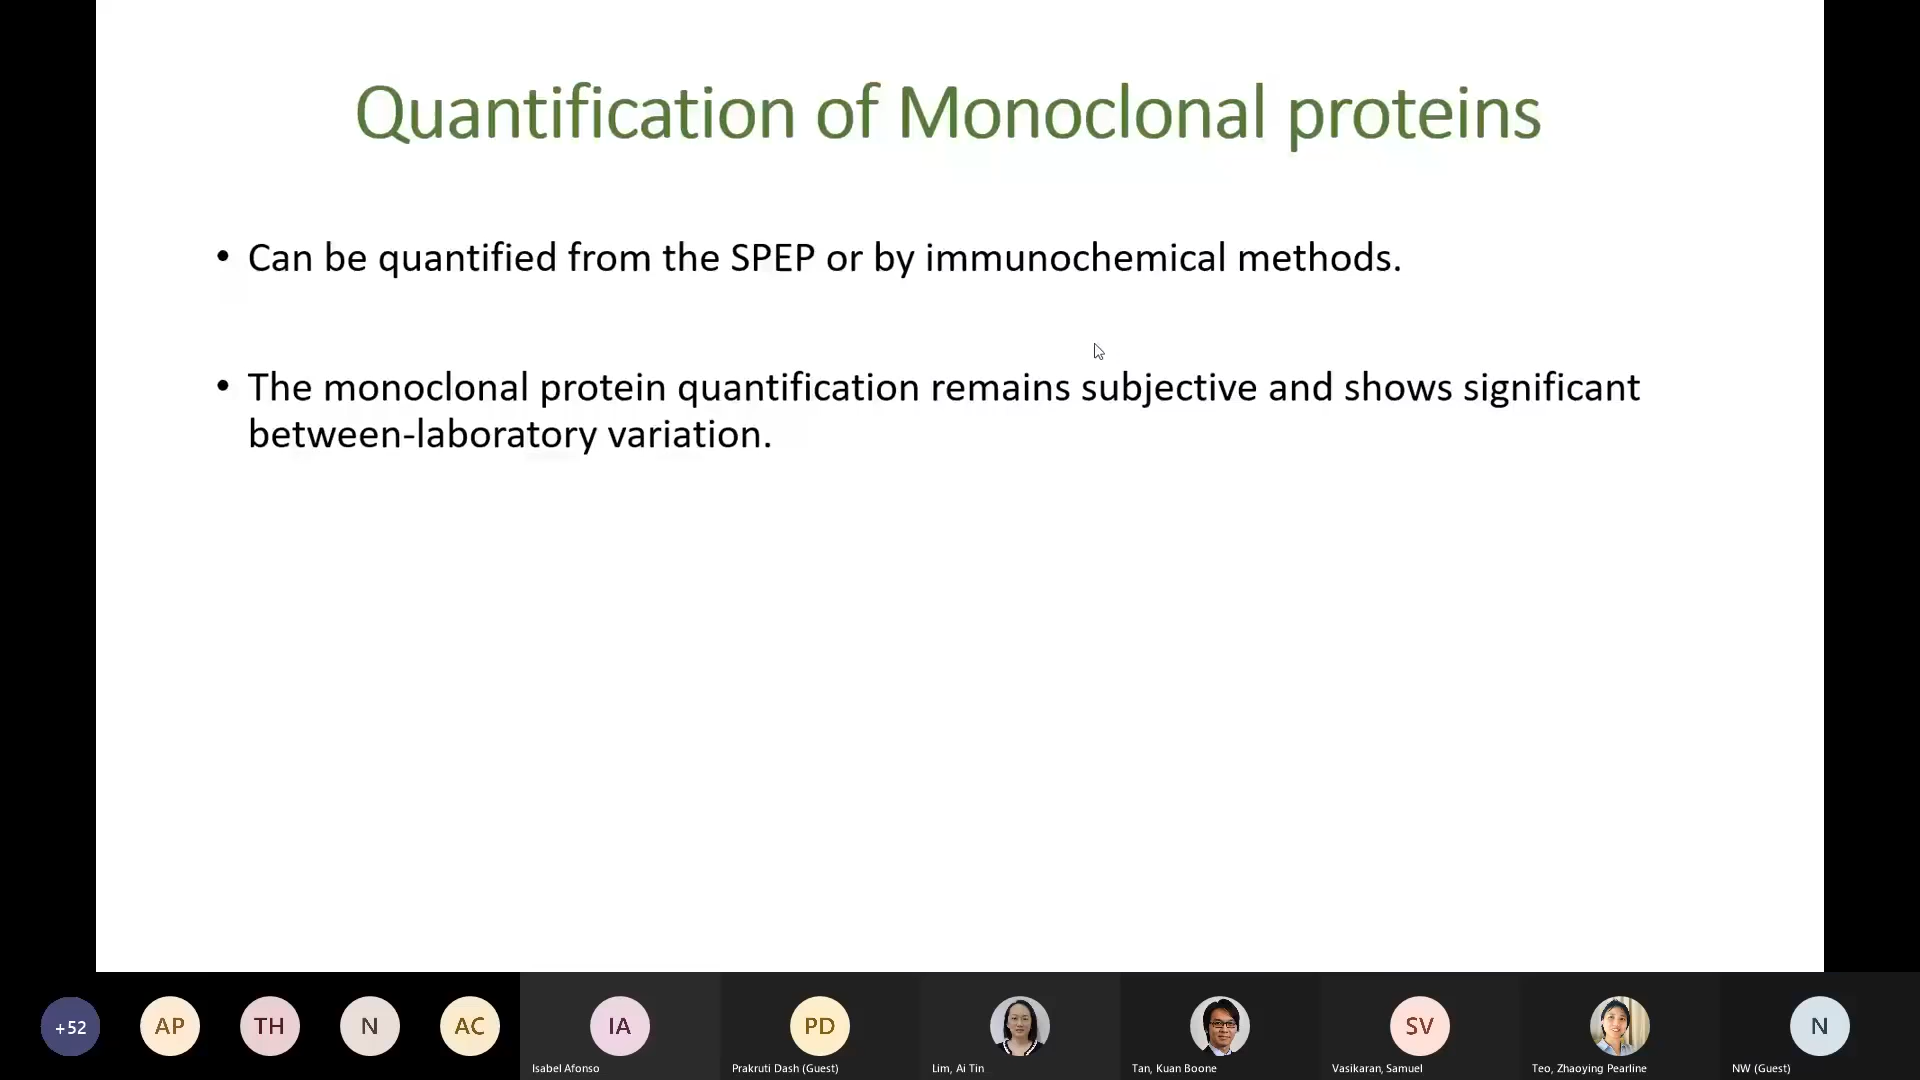 Quantification of Monoclonal proteins
• Can be quantified from the SPEP or by immunochemical methods.
• The monoclonal protein quantification remains subjective and shows significant
between-laboratory variation.
+52
AP
TH
N
AC
IA
PD
SV
N
Isabel Afonso
Prakruti Dash (Guest)
Lim, Ai Tin
Tan, Kuan Boone
Vasikaran, Samuel
Teo, Zhaoying Pearline
NW (Guest)